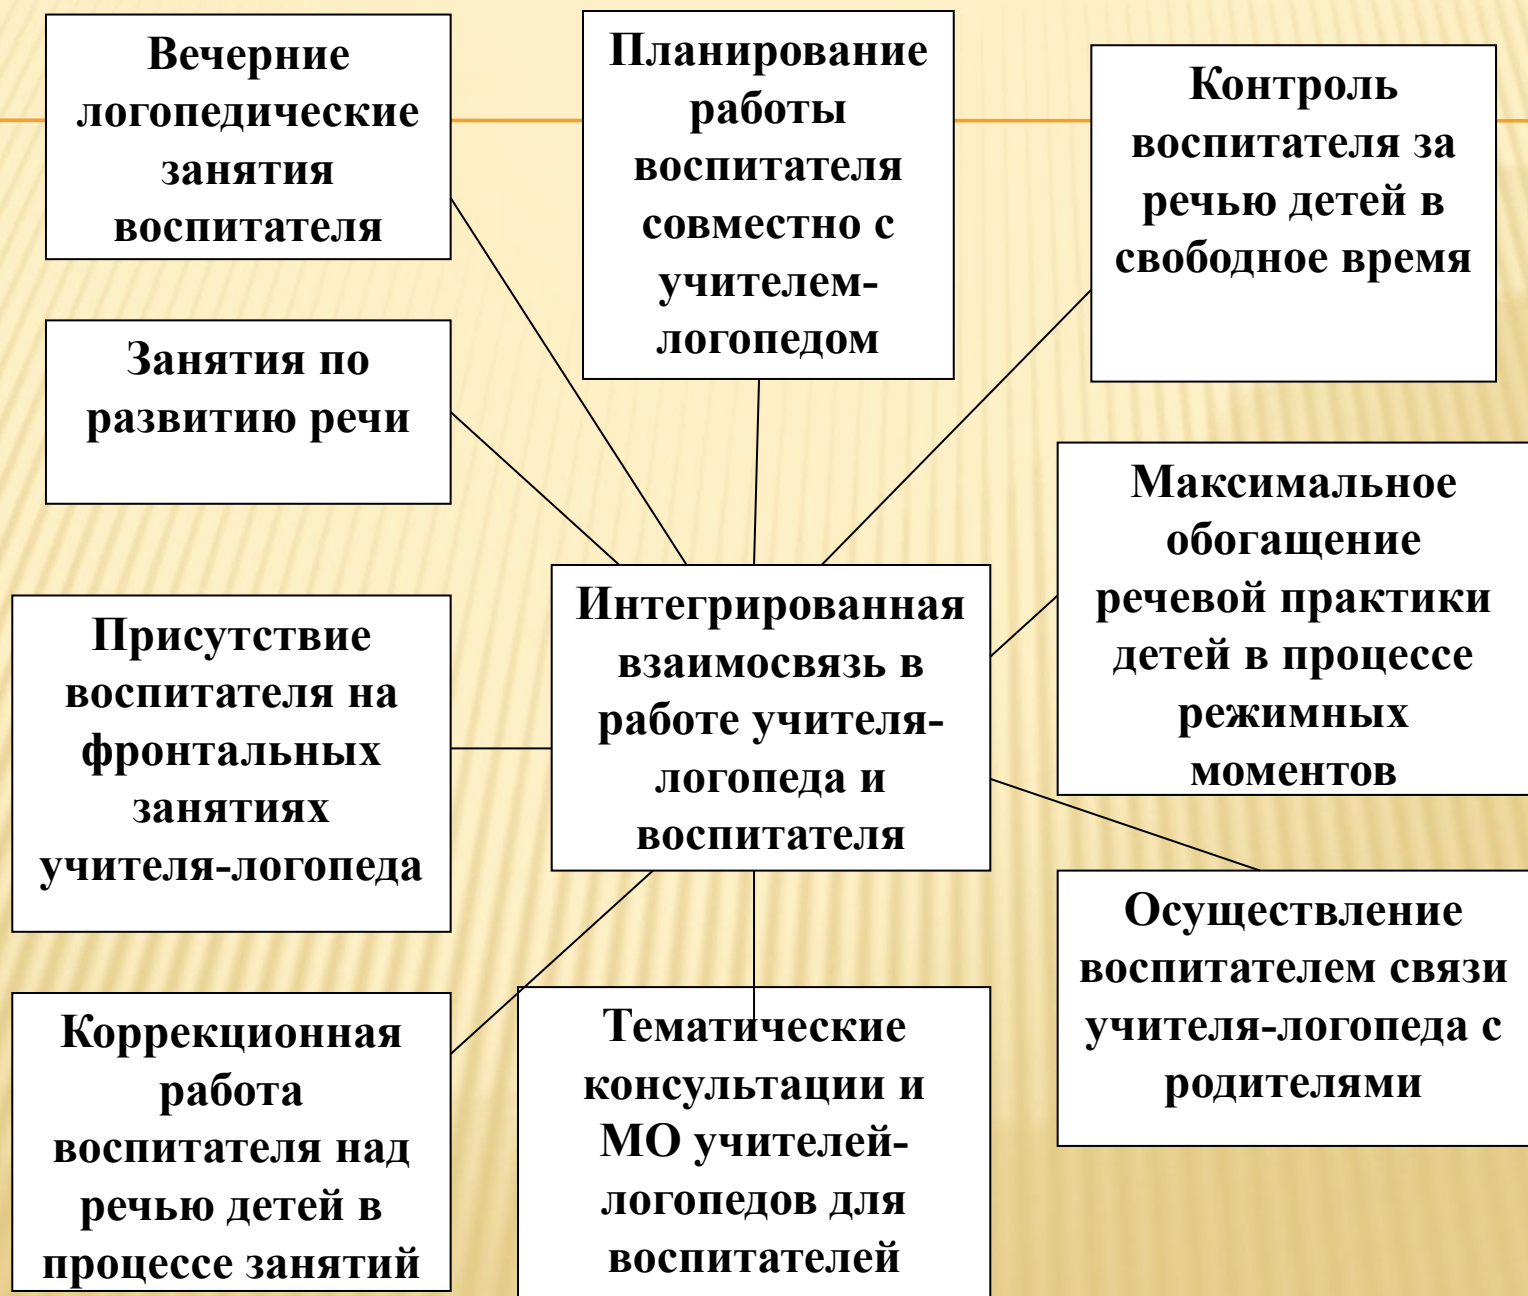 Вечерние
логопедические
занятия
воспитателя
Планирование
работы
воспитателя
совместно с
учителем-
логопедом
Контроль
воспитателя за
речью детей в
свободное время
Занятия по
развитию речи
Максимальное
обогащение
речевой практики
детей в процессе
режимных
моментов
Интегрированная
взаимосвязь в
работе учителя-
логопеда и
воспитателя
Присутствие
воспитателя на
фронтальных
занятиях
учителя-логопеда
Осуществление
воспитателем связи
учителя-логопеда с
родителями
Коррекционная
работа
воспитателя над
речью детей в
процессе занятий
Тематические
консультации и
МО учителей-
логопедов для
воспитателей